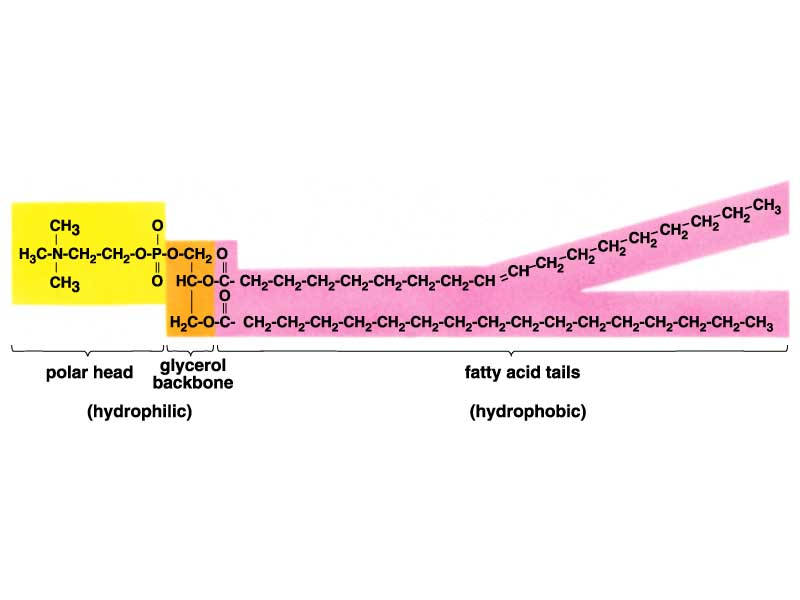 CH₃ O
H₃C-N-CH₂-CH₂-O-P-O-CH₂ O
CH₃ O HC-O-C- CH₂-CH₂-CH₂-CH₂-CH₂-CH₂-CH₂-CH=CH-CH₂-CH₂-CH₂-CH₂-CH₂-CH₂-CH₂-CH₃
O
H₂C-O-C- CH₂-CH₂-CH₂-CH₂-CH₂-CH₂-CH₂-CH₂-CH₂-CH₂-CH₂-CH₂-CH₂-CH₂-CH₂-CH₃
polar head
glycerol
backbone
fatty acid tails
(hydrophilic)
(hydrophobic)